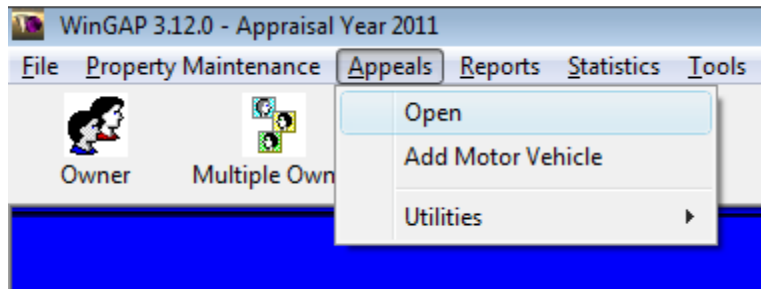 WinGAP 3.12.0 - Appraisal Year 2011
File Property Maintenance Appeals Reports Statistics Tools
Open
Add Motor Vehicle
Utilities
Owner Multiple Own